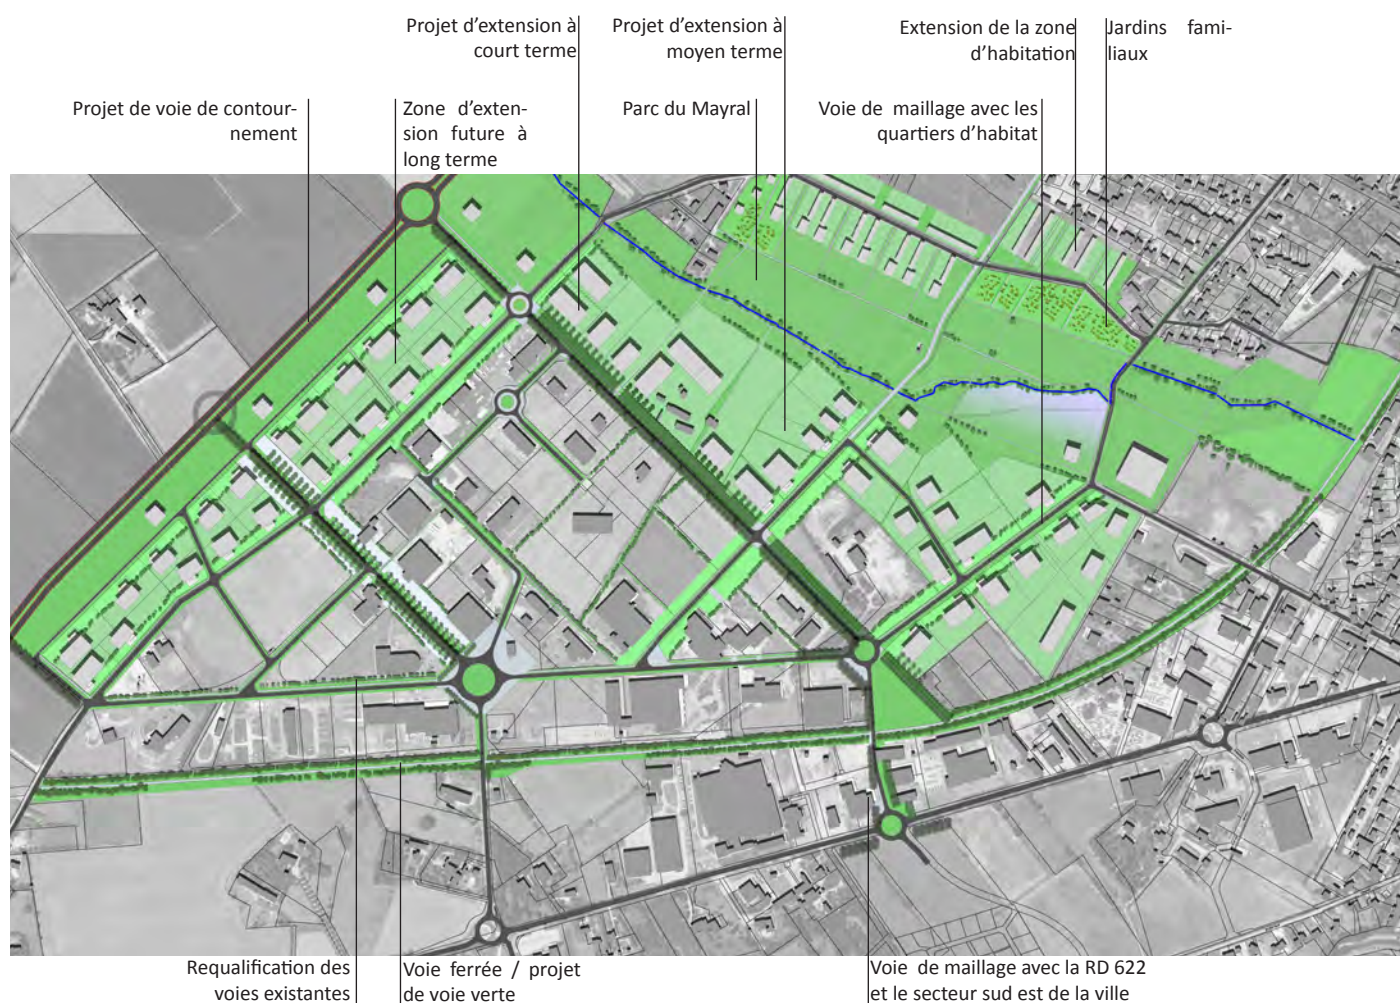 Projet d'extension à
court terme
Projet d'extension à
moyen terme
Extension de la zone
d'habitation
Jardins fami-
liaux
Projet de voie de contour-
nement
Zone d'exten-
sion future à
long terme
Parc du Mayral
Voie de maillage avec les
quartiers d'habitat
Requalification des
voies existantes
Voie ferrée / projet
de voie verte
Voie de maillage avec la RD 622
et le secteur sud est de la ville